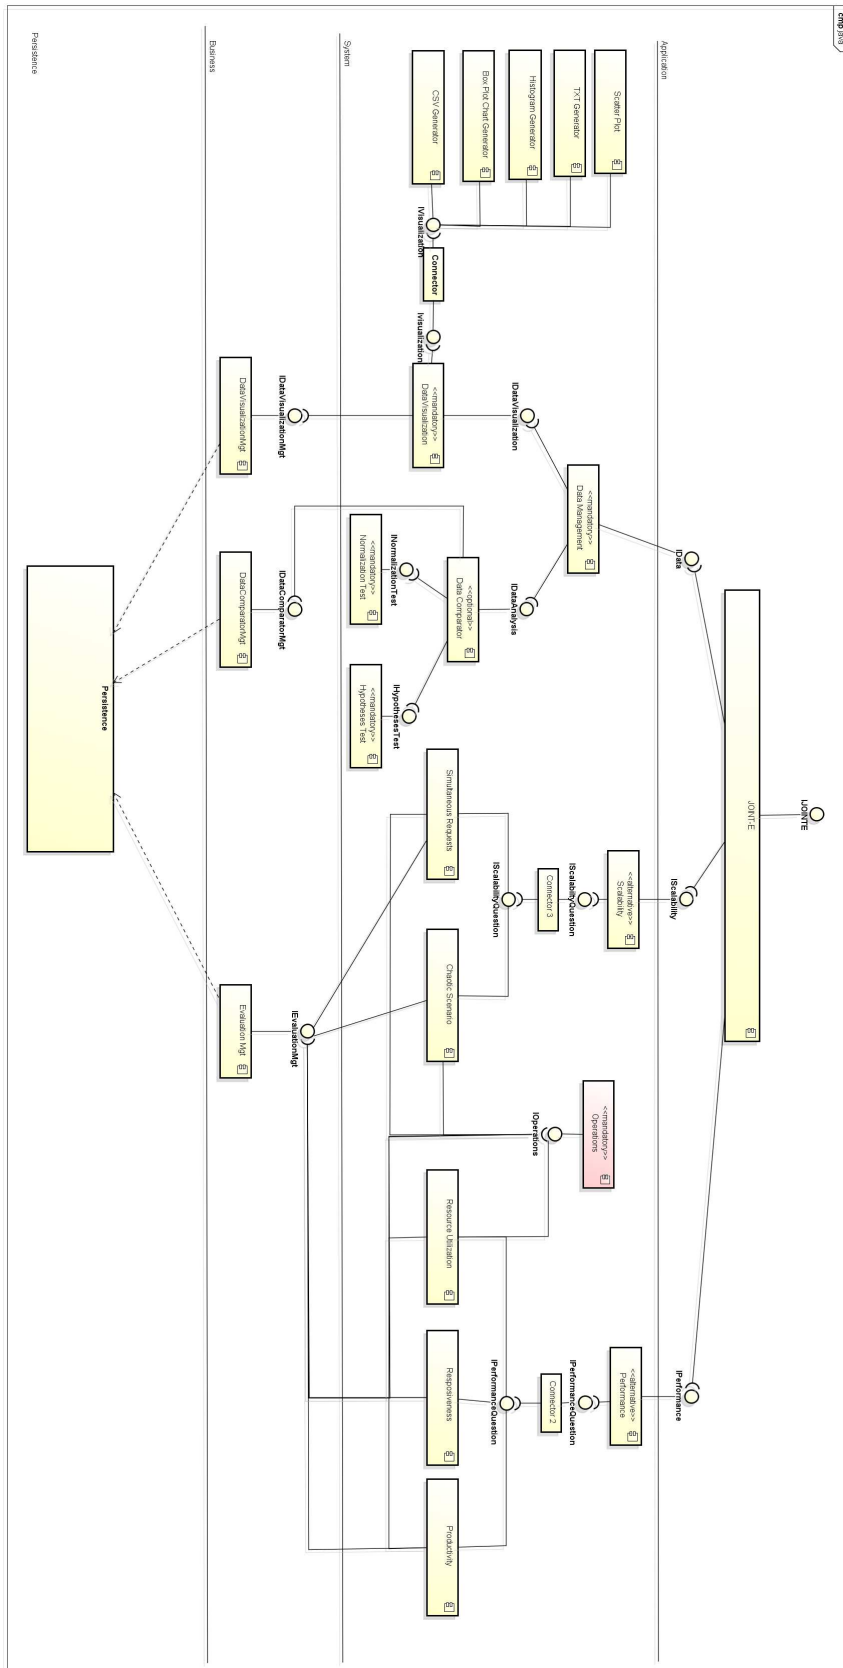 cmp java
Application
IJOINTE
JOINT-E
IData
IScalability
IPerformance
System
Scatter Plot
TXT Generator
Histogram Generator
Box Plot Chart Generator
CSV Generator
IVisualization
Connector
Ivisualization
<<mandatory>>
DataVisualization
IDataVisualization
<<mandatory>>
Data Management
IDataAnalysis
<<optional>>
Data Comparator
INormalizationTest
<<mandatory>>
Normalization Test
IHypothesesTest
<<mandatory>>
Hypotheses Test
<<alternative>>
Scalability
IScalabilityQuestion
Connector 3
IScalabilityQuestion
Simultaneous Requests
Chaotic Scenario
<<mandatory>>
Operations
IOperations
<<alternative>>
Performance
IPerformanceQuestion
Connector 2
IPerformanceQuestion
Resource Utilization
Resposiveness
Productivity
Business
IDataVisualizationMgt
DataVisualizationMgt
IDataComparatorMgt
DataComparatorMgt
IEvaluationMgt
Evaluation Mgt
Persistence
Persistence